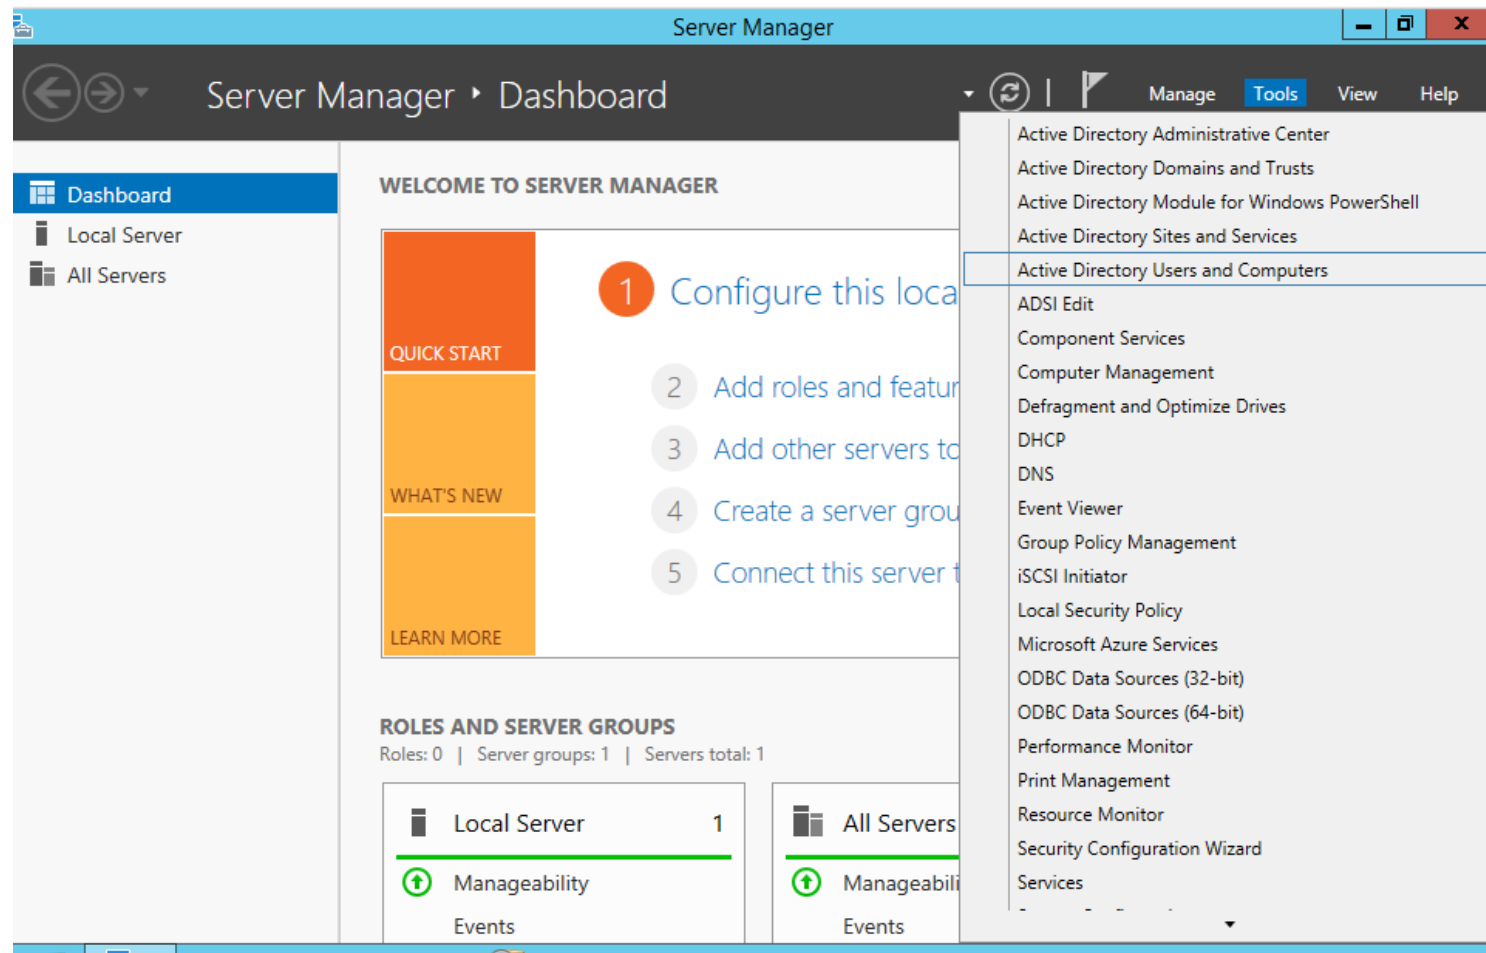 Server Manager
Server Manager ‣ Dashboard
Manage Tools View Help
Dashboard
Local Server
All Servers
WELCOME TO SERVER MANAGER
QUICK START
WHAT'S NEW
LEARN MORE
1 Configure this loca
2 Add roles and featur
3 Add other servers to
4 Create a server grou
5 Connect this server t
ROLES AND SERVER GROUPS
Roles: 0 | Server groups: 1 | Servers total: 1
Local Server 1
Manageability
Events
All Servers
Manageabili
Events
Active Directory Administrative Center
Active Directory Domains and Trusts
Active Directory Module for Windows PowerShell
Active Directory Sites and Services
Active Directory Users and Computers
ADSI Edit
Component Services
Computer Management
Defragment and Optimize Drives
DHCP
DNS
Event Viewer
Group Policy Management
iSCSI Initiator
Local Security Policy
Microsoft Azure Services
ODBC Data Sources (32-bit)
ODBC Data Sources (64-bit)
Performance Monitor
Print Management
Resource Monitor
Security Configuration Wizard
Services